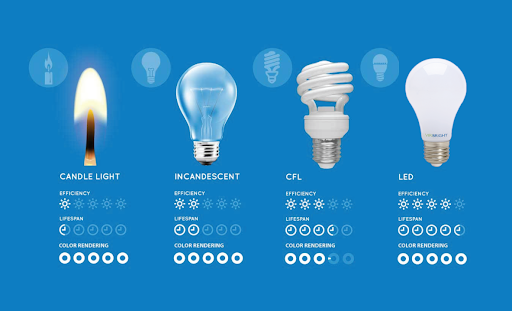 CANDLE LIGHT
EFFICIENCY
LIFESPAN
COLOR RENDERING
INCANDESCENT
EFFICIENCY
LIFESPAN
COLOR RENDERING
CFL
EFFICIENCY
LIFESPAN
COLOR RENDERING
LED
EFFICIENCY
LIFESPAN
COLOR RENDERING